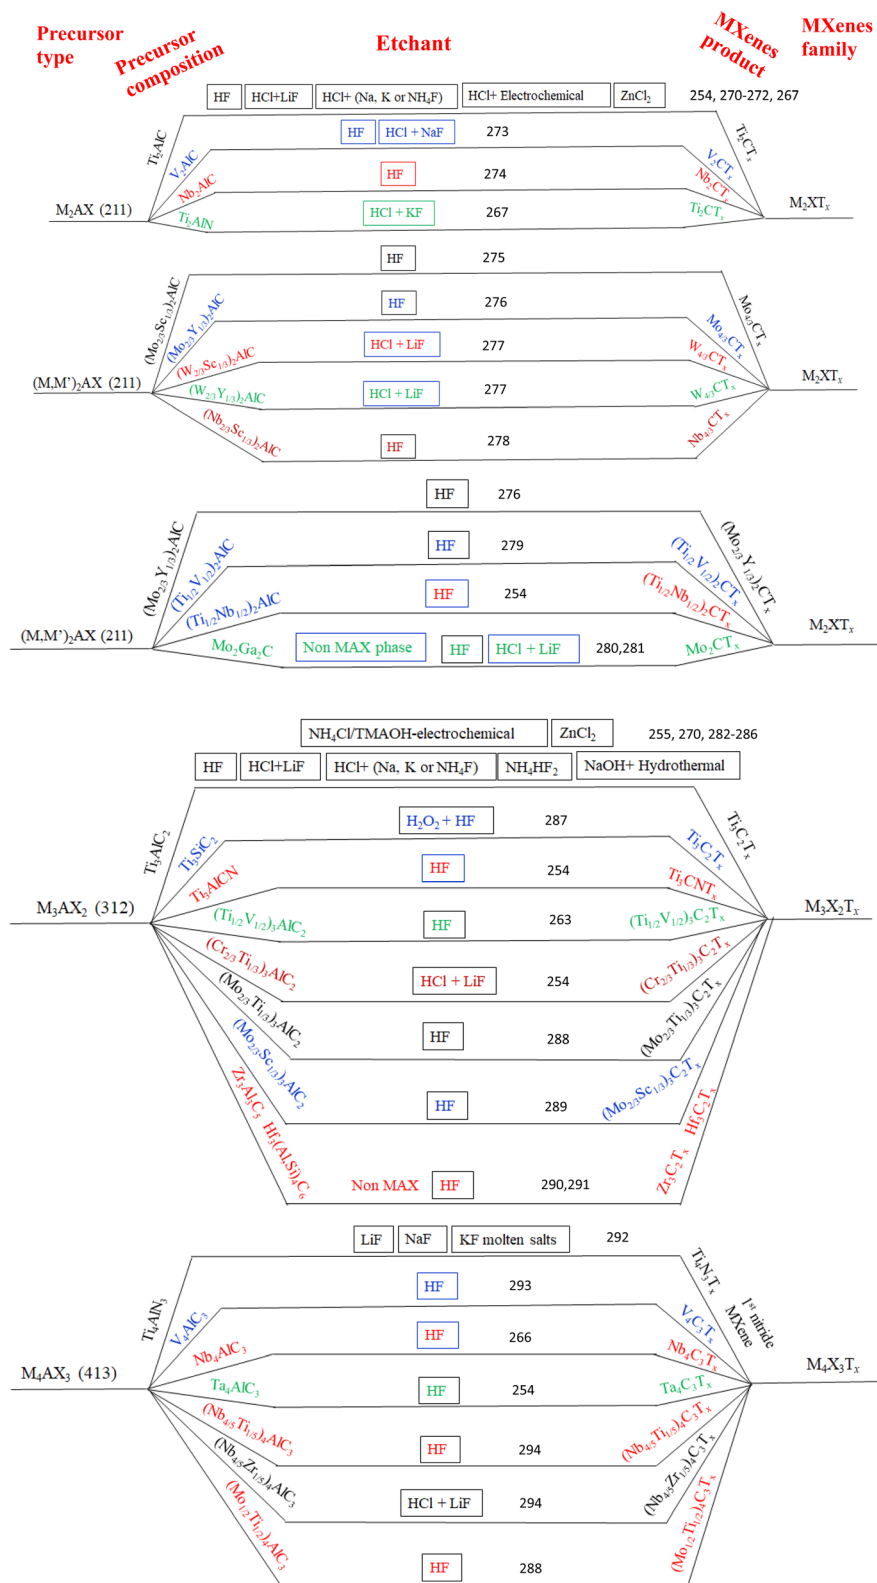 Precursor type
Precursor composition
Etchant
MXenes product
MXenes family
HF
HCl+LiF
HCl+ (Na, K or NH₄F)
HCl+ Electrochemical
ZnCl₂
254, 270-272, 267
Ti₂AlC
Ti₂CTₓ
V₂AlC
HF
HCl + NaF
273
V₂CTₓ
Nb₂AlC
HF
274
Nb₂CTₓ
M₂AX (211)
Ti₂AlN
HCl + KF
267
Ti₂CTₓ
M₂XTₓ
(Mo₂/₃Sc₁/₃)₂AlC
HF
275
Mo₄/₃CTₓ
(Mo₂/₃Y₁/₃)₂AlC
HF
276
Mo₄/₃CTₓ
(W₂/₃Sc₁/₃)₂AlC
HCl + LiF
277
W₄/₃CTₓ
(M,M’)₂AX (211)
(W₂/₃Y₁/₃)₂AlC
HCl + LiF
277
W₄/₃CTₓ
M₂XTₓ
(Nb₂/₃Sc₁/₃)₂AlC
HF
278
Nb₄/₃CTₓ
(Mo₂/₃Y₁/₃)₂AlC
HF
276
(Mo₂/₃Y₁/₃)₂CTₓ
(Ti₁/₂V₁/₂)₂AlC
HF
279
(Ti₁/₂V₁/₂)₂CTₓ
(Ti₁/₂Nb₁/₂)₂AlC
HF
254
(Ti₁/₂Nb₁/₂)₂CTₓ
(M,M’)₂AX (211)
Mo₂Ga₂C
Non MAX phase
HF
HCl + LiF
280,281
Mo₂CTₓ
M₂XTₓ
NH₄Cl/TMAOH-electrochemical
ZnCl₂
255, 270, 282-286
HF
HCl+LiF
HCl+ (Na, K or NH₄F)
NH₄HF₂
NaOH+ Hydrothermal
Ti₃AlC₂
Ti₃C₂Tₓ
Ti₃SiC₂
H₂O₂ + HF
287
Ti₃C₂Tₓ
Ti₃AlCN
HF
254
Ti₃CNTₓ
M₃AX₂ (312)
(Ti₁/₂V₁/₂)₃AlC₂
HF
263
(Ti₁/₂V₁/₂)₃C₂Tₓ
M₃X₂Tₓ
(Cr₂/₃Ti₁/₃)₃AlC₂
HCl + LiF
254
(Cr₂/₃Ti₁/₃)₃C₂Tₓ
(Mo₂/₃Ti₁/₃)₃AlC₂
HF
288
(Mo₂/₃Ti₁/₃)₃C₂Tₓ
(Mo₂/₃Sc₁/₃)₃AlC₂
HF
289
(Mo₂/₃Sc₁/₃)₃C₂Tₓ
Zr₃Al₃C₅ Hf₃(Al,Si)₄C₆
Non MAX
HF
290,291
Zr₃C₂Tₓ Hf₃C₂Tₓ
LiF
NaF
KF molten salts
292
Ti₄AlN₃
Ti₄N₃Tₓ
1st nitride MXene
V₄AlC₃
HF
293
V₄C₃Tₓ
Nb₄AlC₃
HF
266
Nb₄C₃Tₓ
M₄AX₃ (413)
Ta₄AlC₃
HF
254
Ta₄C₃Tₓ
M₄X₃Tₓ
(Nb₄/₅Ti₁/₅)₄AlC₃
HF
294
(Nb₄/₅Ti₁/₅)₄C₃Tₓ
(Nb₄/₅Zr₁/₅)₄AlC₃
HCl + LiF
294
(Nb₄/₅Zr₁/₅)₄C₃Tₓ
(Mo₁/₂Ti₁/₂)₄AlC₃
HF
288
(Mo₁/₂Ti₁/₂)₄C₃Tₓ